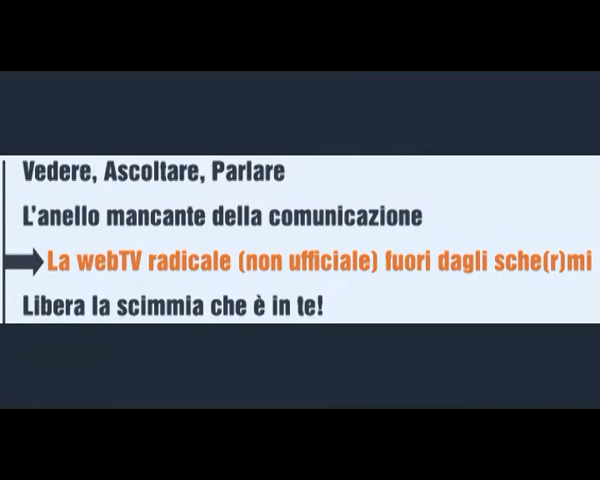 Vedere, Ascoltare, Parlare
L'anello mancante della comunicazione
La webTV radicale (non ufficiale) fuori dagli sche(r)mi
Libera la scimmia che è in te!